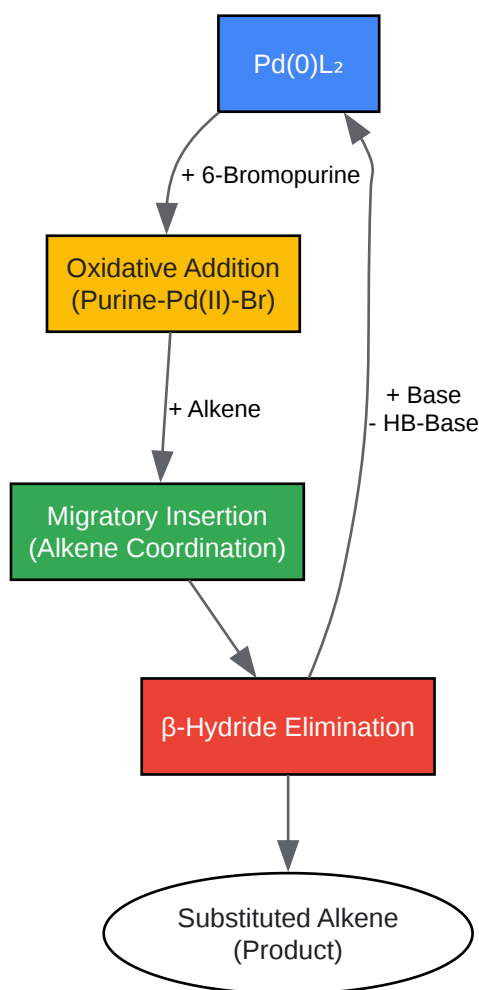 Pd(0)L₂
+ 6-Bromopurine
Oxidative Addition
(Purine-Pd(II)-Br)
+ Alkene
+ Base
- HB-Base
Migratory Insertion
(Alkene Coordination)
β-Hydride Elimination
Substituted Alkene
(Product)